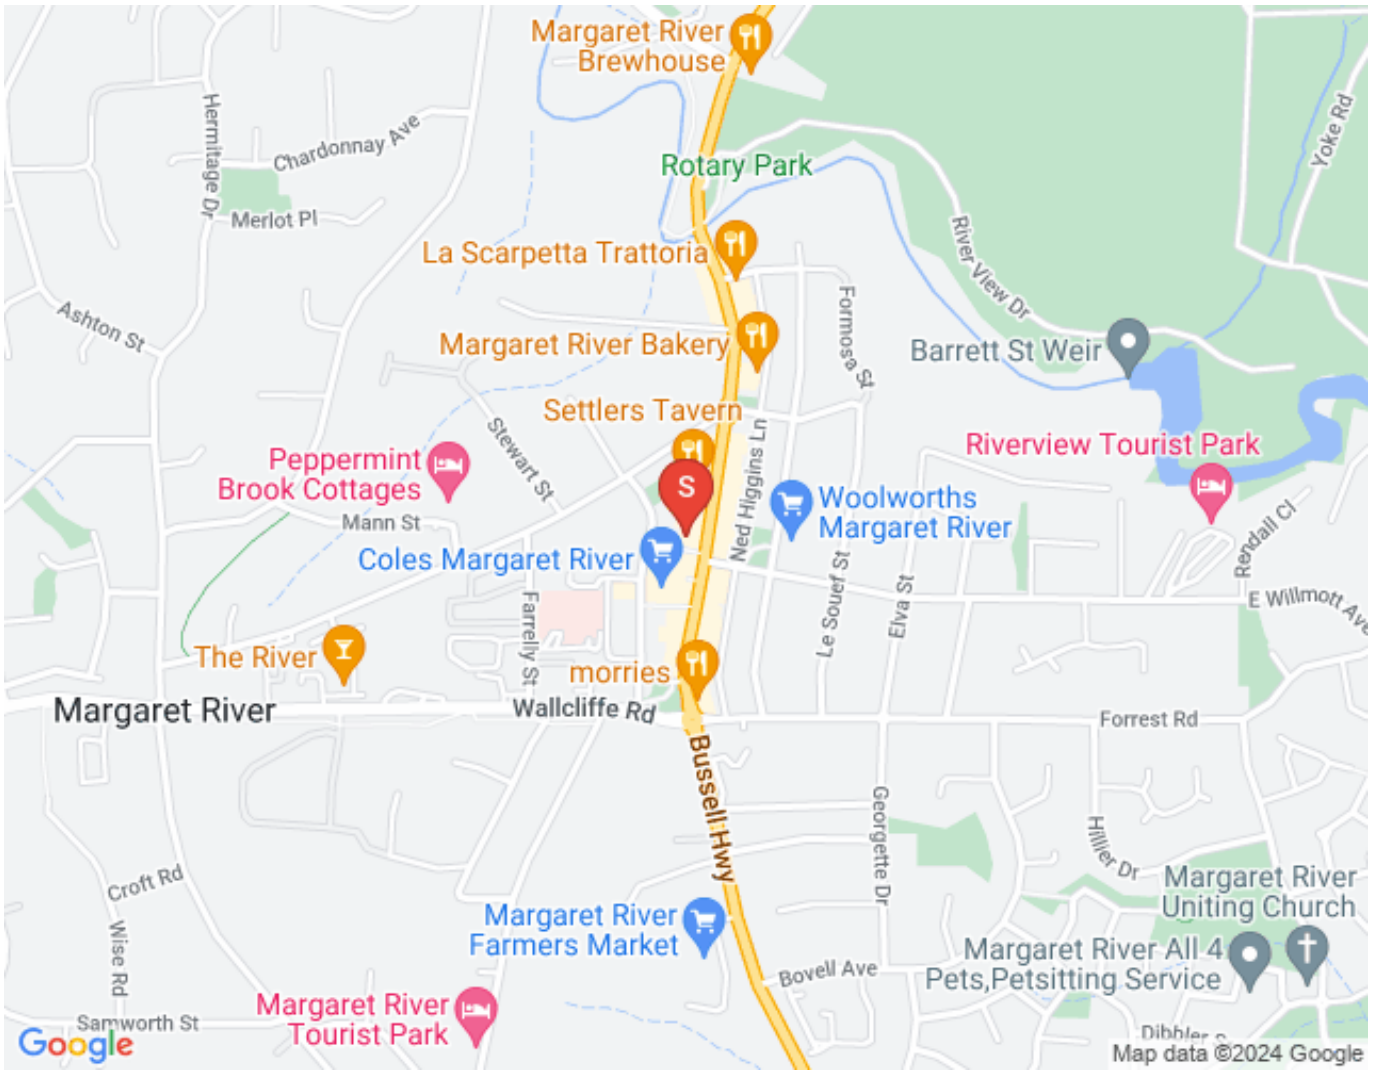 Margaret River
Brewhouse
Yoke Rd
Hermitage Dr
Chardonnay Ave
Rotary Park
Merlot Pl
River View Dr
La Scarpetta Trattoria
Formosa St
Ashton St
Margaret River Bakery
Barrett St Weir
Settlers Tavern
Stewart St
Ned Higgins Ln
Riverview Tourist Park
Peppermint
Brook Cottages
S
Woolworths
Margaret River
Mann St
Rendall Cl
Coles Margaret River
Le Souef St
Elva St
E Willmott Ave
Farrelly St
The River
morries
Margaret River
Wallcliffe Rd
Forrest Rd
Bussell Hwy
Georgette Dr
Hillier Dr
Croft Rd
Margaret River
Uniting Church
Wise Rd
Margaret River
Farmers Market
Margaret River All 4
Pets,Petsitting Service
Bovell Ave
Margaret River
Tourist Park
Samworth St
Dibbler
Google
Map data ©2024 Google